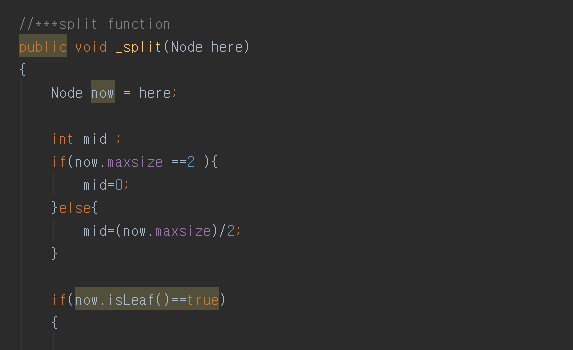 //***split function
public void _split(Node here)
{
Node now = here;
int mid ;
if(now.maxsize ==2 ){
mid=0;
}else{
mid=(now.maxsize)/2;
}
if(now.isLeaf()==true)
{